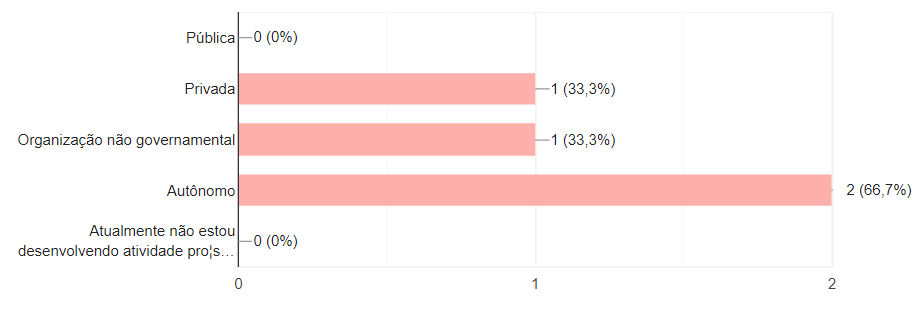 Pública
0 (0%)
Privada
1 (33,3%)
Organização não governamental
1 (33,3%)
Autônomo
2 (66,7%)
Atualmente não estou
desenvolvendo atividade pro¦s…
0 (0%)
0
1
2